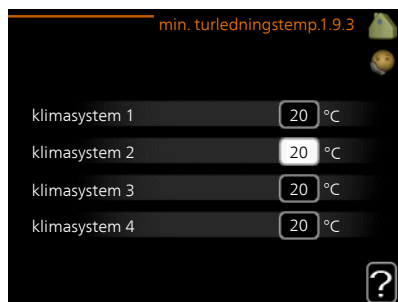 min. turledningstemp.1.9.3
klimasystem 1 20 °C
klimasystem 2 20 °C
klimasystem 3 20 °C
klimasystem 4 20 °C
?